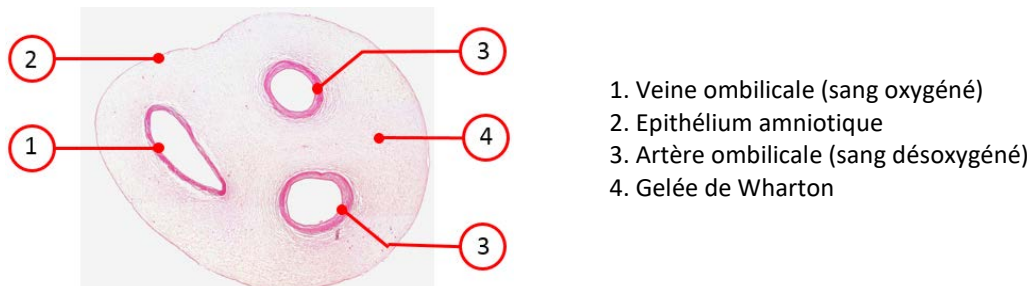 2
3
1
4
3
1. Veine ombilicale (sang oxygéné)
2. Epithélium amniotique
3. Artère ombilicale (sang désoxygéné)
4. Gelée de Wharton